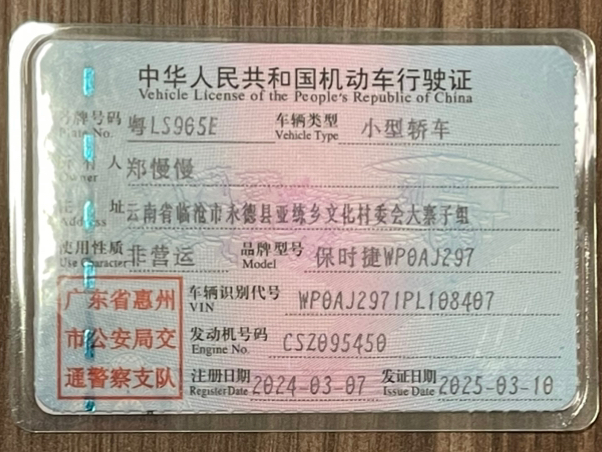 中华人民共和国机动车行驶证
Vehicle License of the People's Republic of China
号牌号码 粤LS965E 车辆类型 小型轿车
Plate No. Vehicle Type
所有人 郑慢慢
Owner
住址 云南省临沧市永德县亚练乡文化村委会大寨子组
Address
使用性质 非营运 品牌型号 保时捷WP0AJ297
Use Character Model
广东省惠州
市公安局交
通警察支队
车辆识别代号 WP0AJ2971PL108407
VIN
发动机号码 CSZ095450
Engine No.
注册日期 2024-03-07 发证日期 2025-03-10
Register Date Issue Date